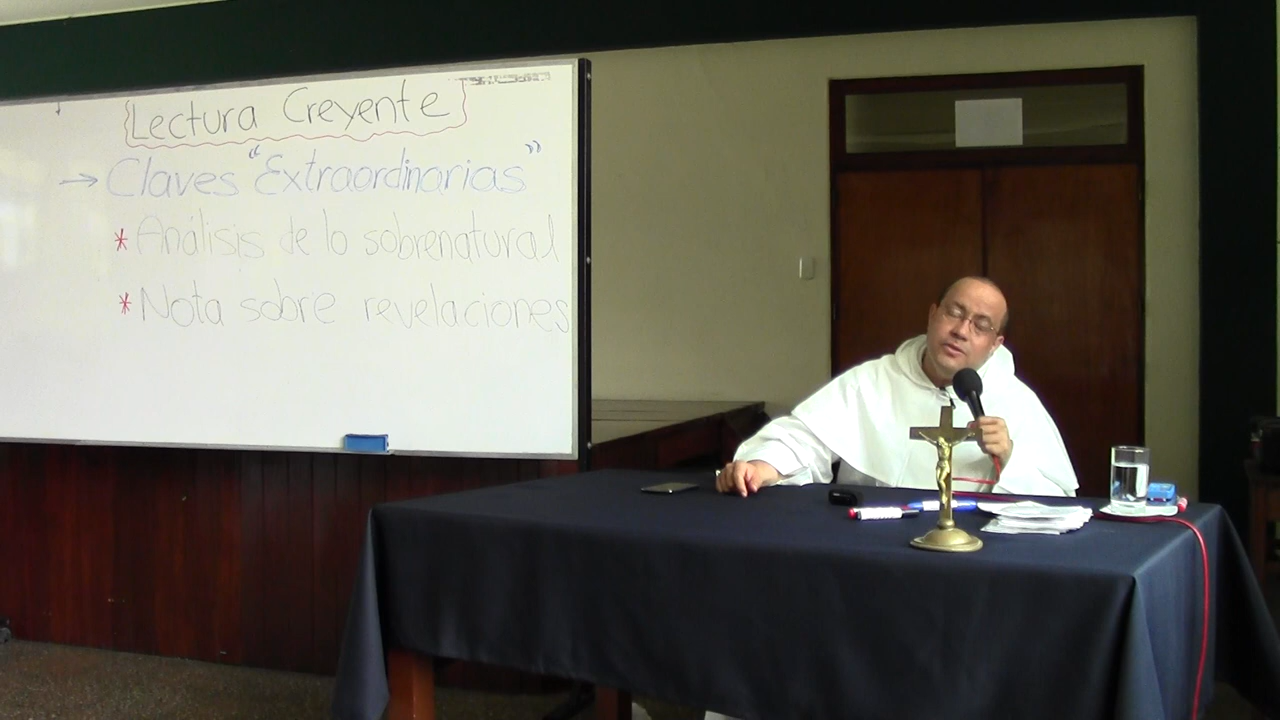 [Lectura Creyente]
→ Claves "Extraordinarias"
* Análisis de lo sobrenatural
* Nota sobre revelaciones